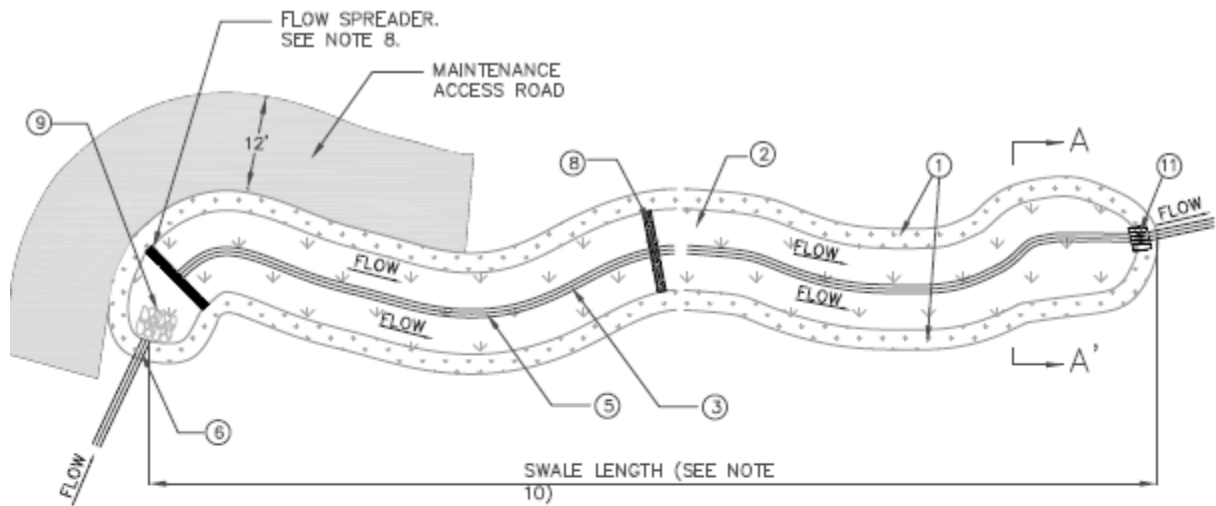 FLOW SPREADER.
SEE NOTE 8.
MAINTENANCE
ACCESS ROAD
9
12'
8
2
1
A
11
FLOW
FLOW
FLOW
FLOW
FLOW
A'
5
3
6
FLOW
SWALE LENGTH (SEE NOTE
10)